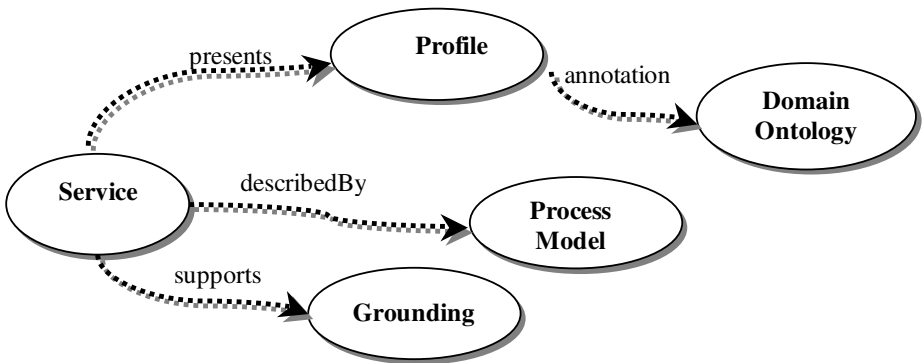 Profile
presents
annotation
Domain
Ontology
Service
describedBy
Process
Model
supports
Grounding